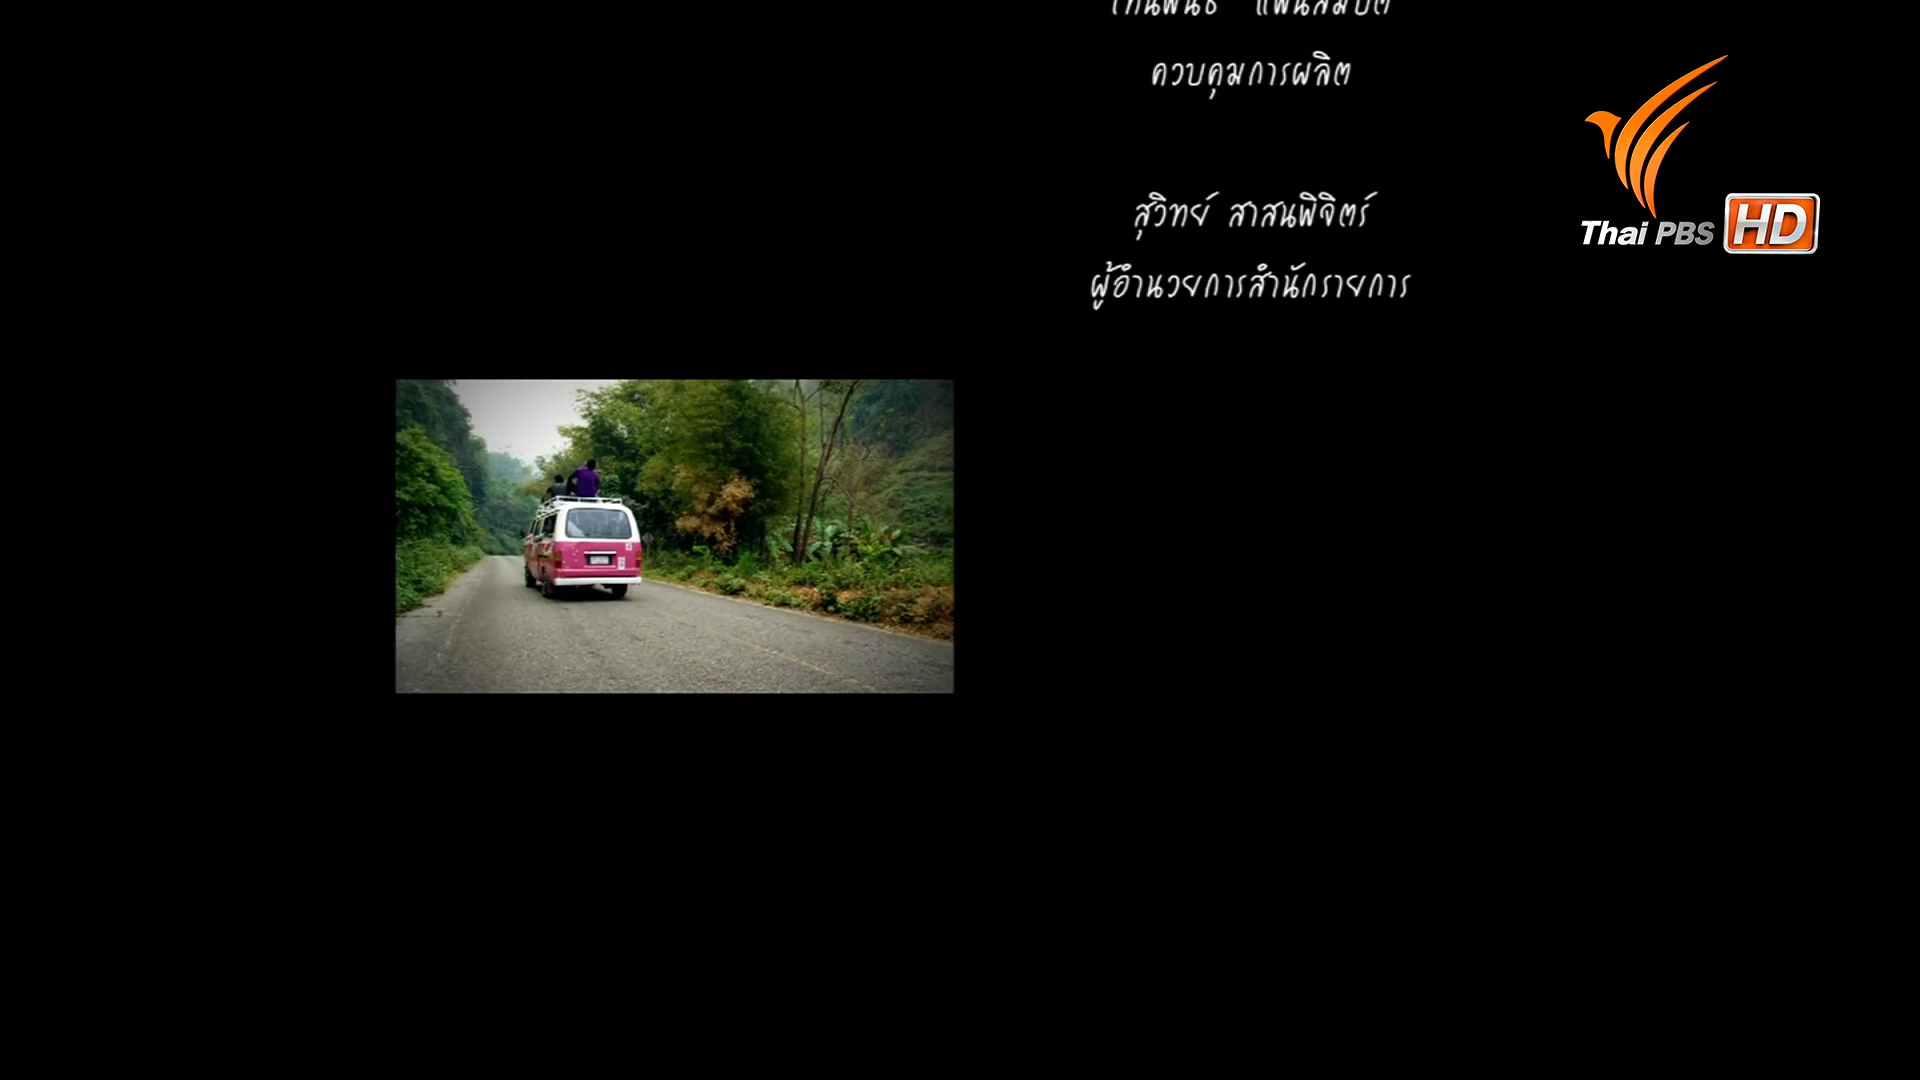 ควบคุมการผลิต
สุวิทย์ สาสนพิจิตร์
ผู้อำนวยการสำนักรายการ
Thai PBS HD